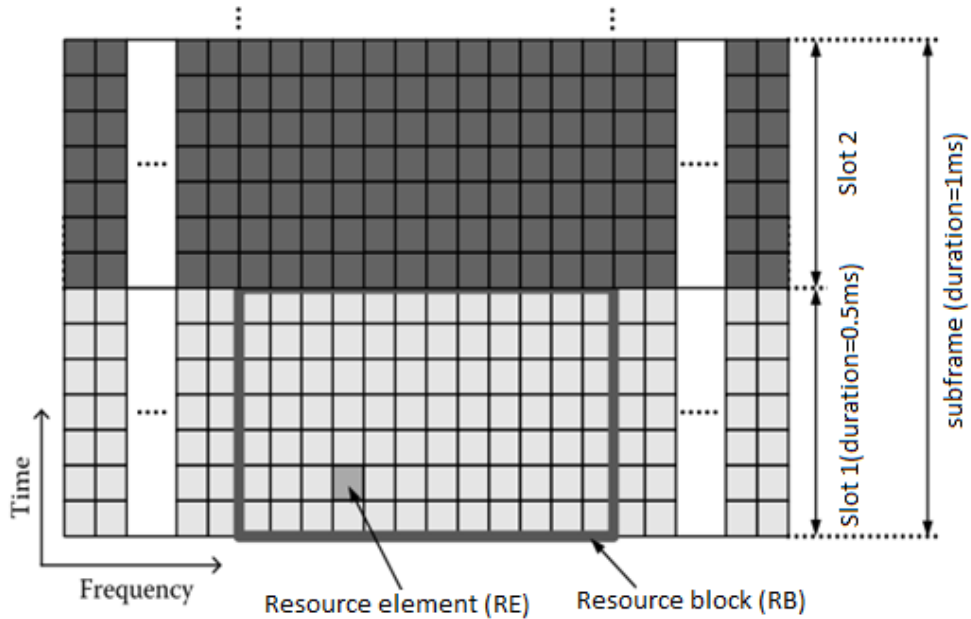 Slot 2
Slot 1(duration=0.5ms)
subframe (duration=1ms)
Time
Frequency
Resource element (RE)
Resource block (RB)